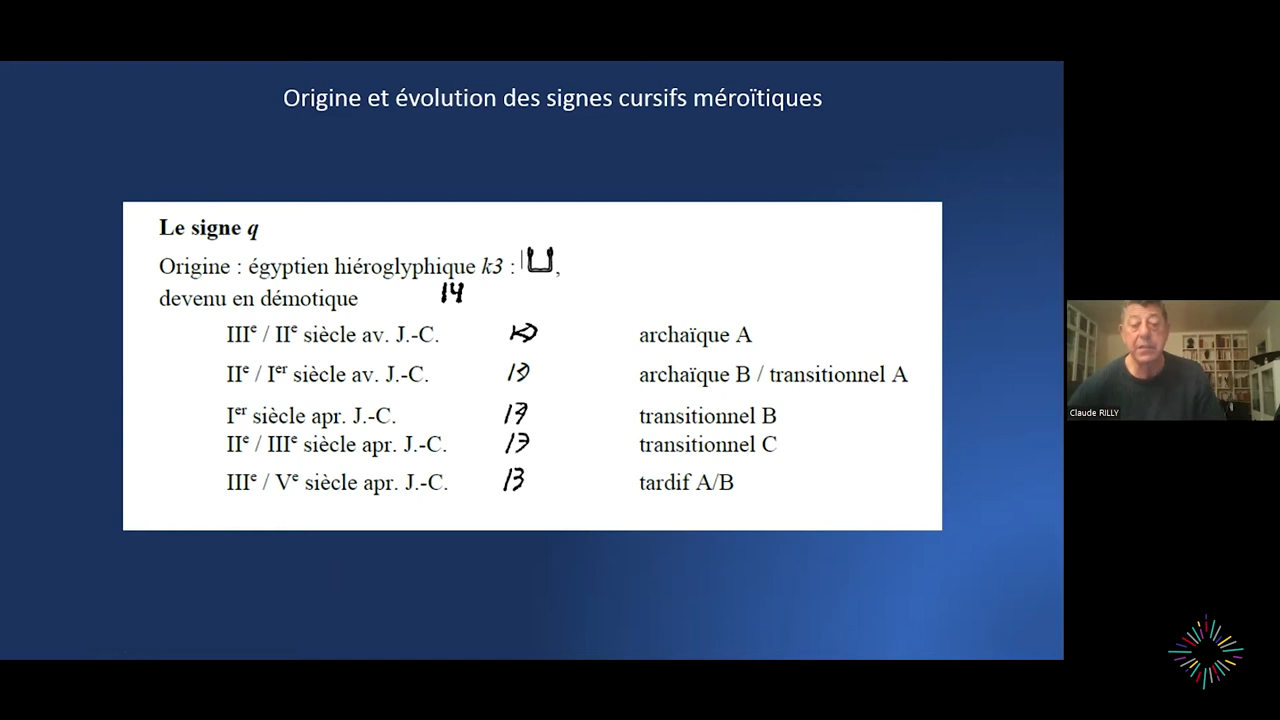 Origine et évolution des signes cursifs méroïtiques
Le signe q
Origine : égyptien hiéroglyphique k3 : ,
devenu en démotique
IIIᵉ / IIᵉ siècle av. J.-C. archaïque A
IIᵉ / Iᵉʳ siècle av. J.-C. archaïque B / transitionnel A
Iᵉʳ siècle apr. J.-C. transitionnel B
IIᵉ / IIIᵉ siècle apr. J.-C. transitionnel C
IIIᵉ / Vᵉ siècle apr. J.-C. tardif A/B
Claude RILLY